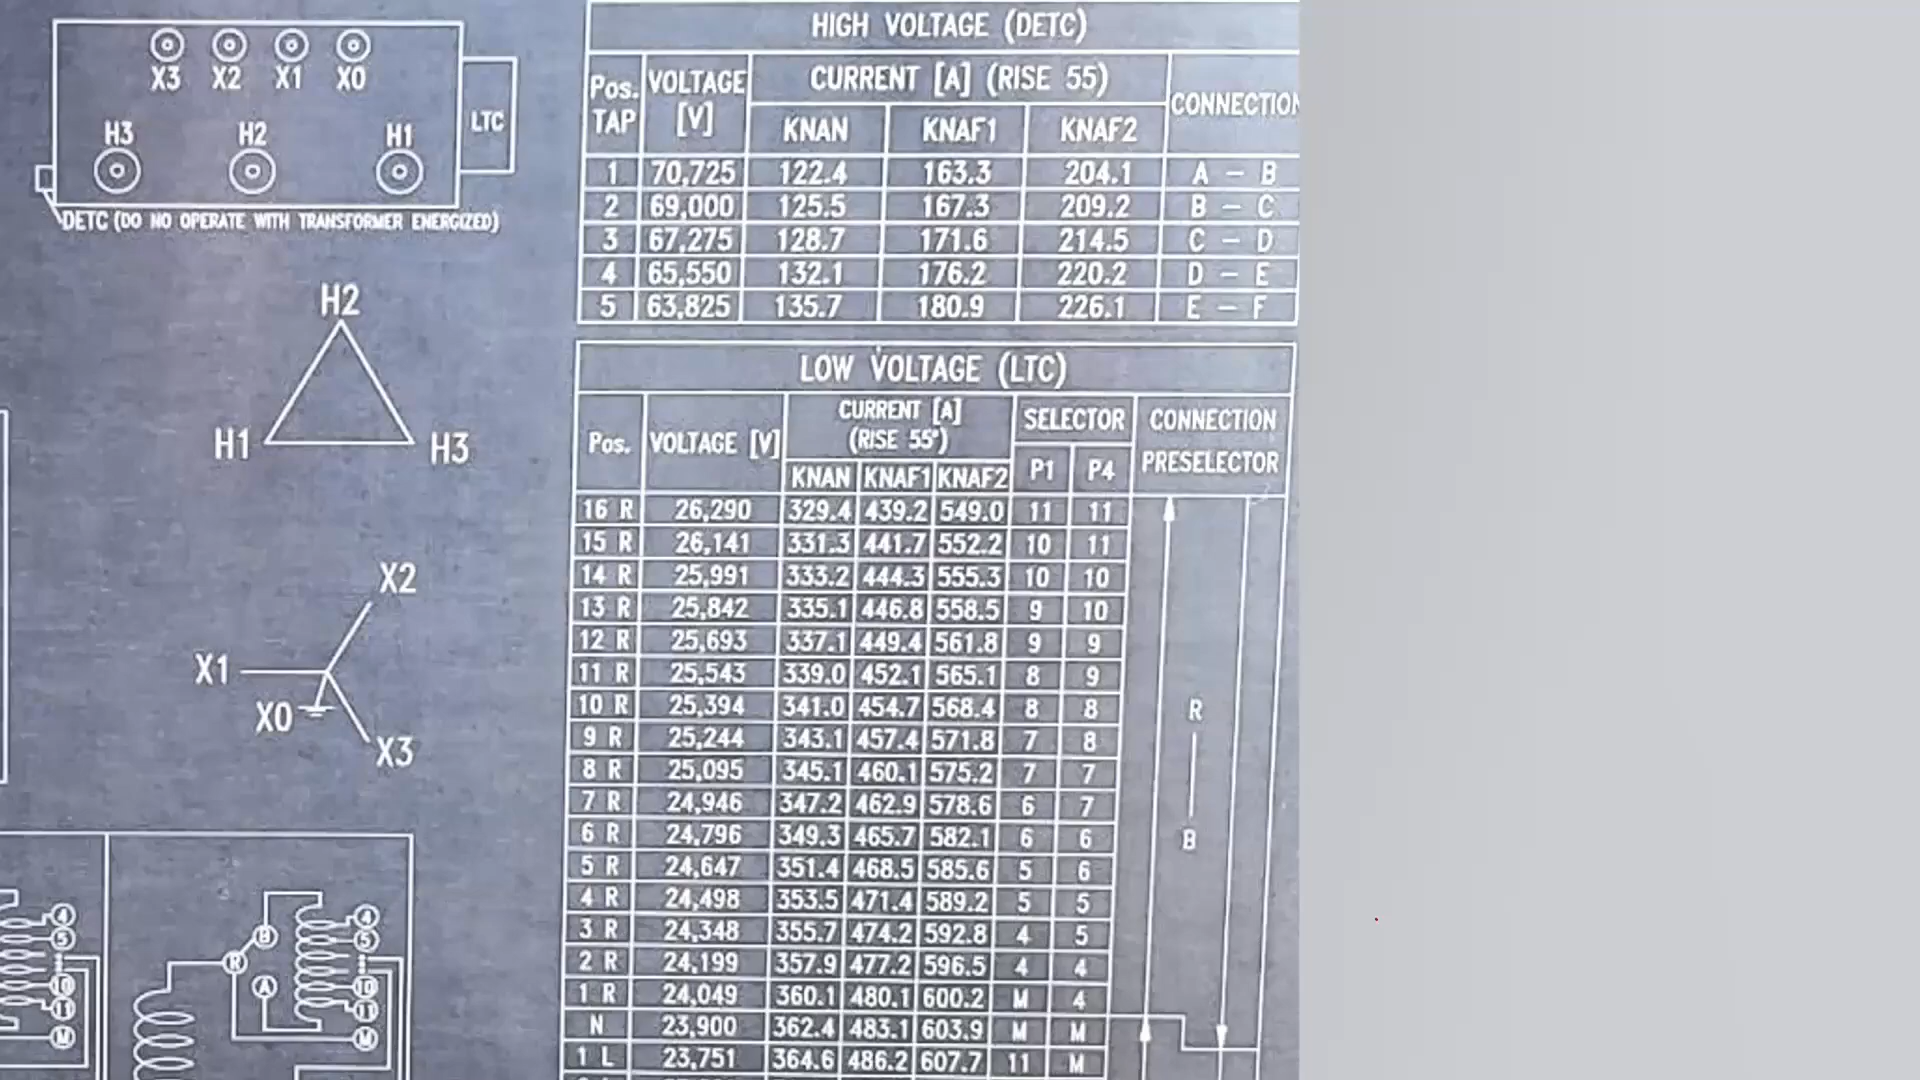 X3 X2 X1 X0
H3 H2 H1 LTC
DETC (DO NO OPERATE WITH TRANSFORMER ENERGIZED)
H2
H1 H3
X2
X1
X0
X3
4
5
10
11
M
B
R
A
4
5
10
11
M
HIGH VOLTAGE (DETC)
Pos. TAP VOLTAGE [V] CURRENT [A] (RISE 55) CONNECTION
KNAN KNAF1 KNAF2
1 70,725 122.4 163.3 204.1 A - B
2 69,000 125.5 167.3 209.2 B - C
3 67,275 128.7 171.6 214.5 C - D
4 65,550 132.1 176.2 220.2 D - E
5 63,825 135.7 180.9 226.1 E - F
LOW VOLTAGE (LTC)
Pos. VOLTAGE [V] CURRENT [A] (RISE 55°) SELECTOR CONNECTION PRESELECTOR
KNAN KNAF1 KNAF2 P1 P4
16 R 26,290 329.4 439.2 549.0 11 11
15 R 26,141 331.3 441.7 552.2 10 11
14 R 25,991 333.2 444.3 555.3 10 10
13 R 25,842 335.1 446.8 558.5 9 10
12 R 25,693 337.1 449.4 561.8 9 9
11 R 25,543 339.0 452.1 565.1 8 9
10 R 25,394 341.0 454.7 568.4 8 8
9 R 25,244 343.1 457.4 571.8 7 8
8 R 25,095 345.1 460.1 575.2 7 7
7 R 24,946 347.2 462.9 578.6 6 7
6 R 24,796 349.3 465.7 582.1 6 6
5 R 24,647 351.4 468.5 585.6 5 6
4 R 24,498 353.5 471.4 589.2 5 5
3 R 24,348 355.7 474.2 592.8 4 5
2 R 24,199 357.9 477.2 596.5 4 4
1 R 24,049 360.1 480.1 600.2 M 4
N 23,900 362.4 483.1 603.9 M M
1 L 23,751 364.6 486.2 607.7 11 M
R
B